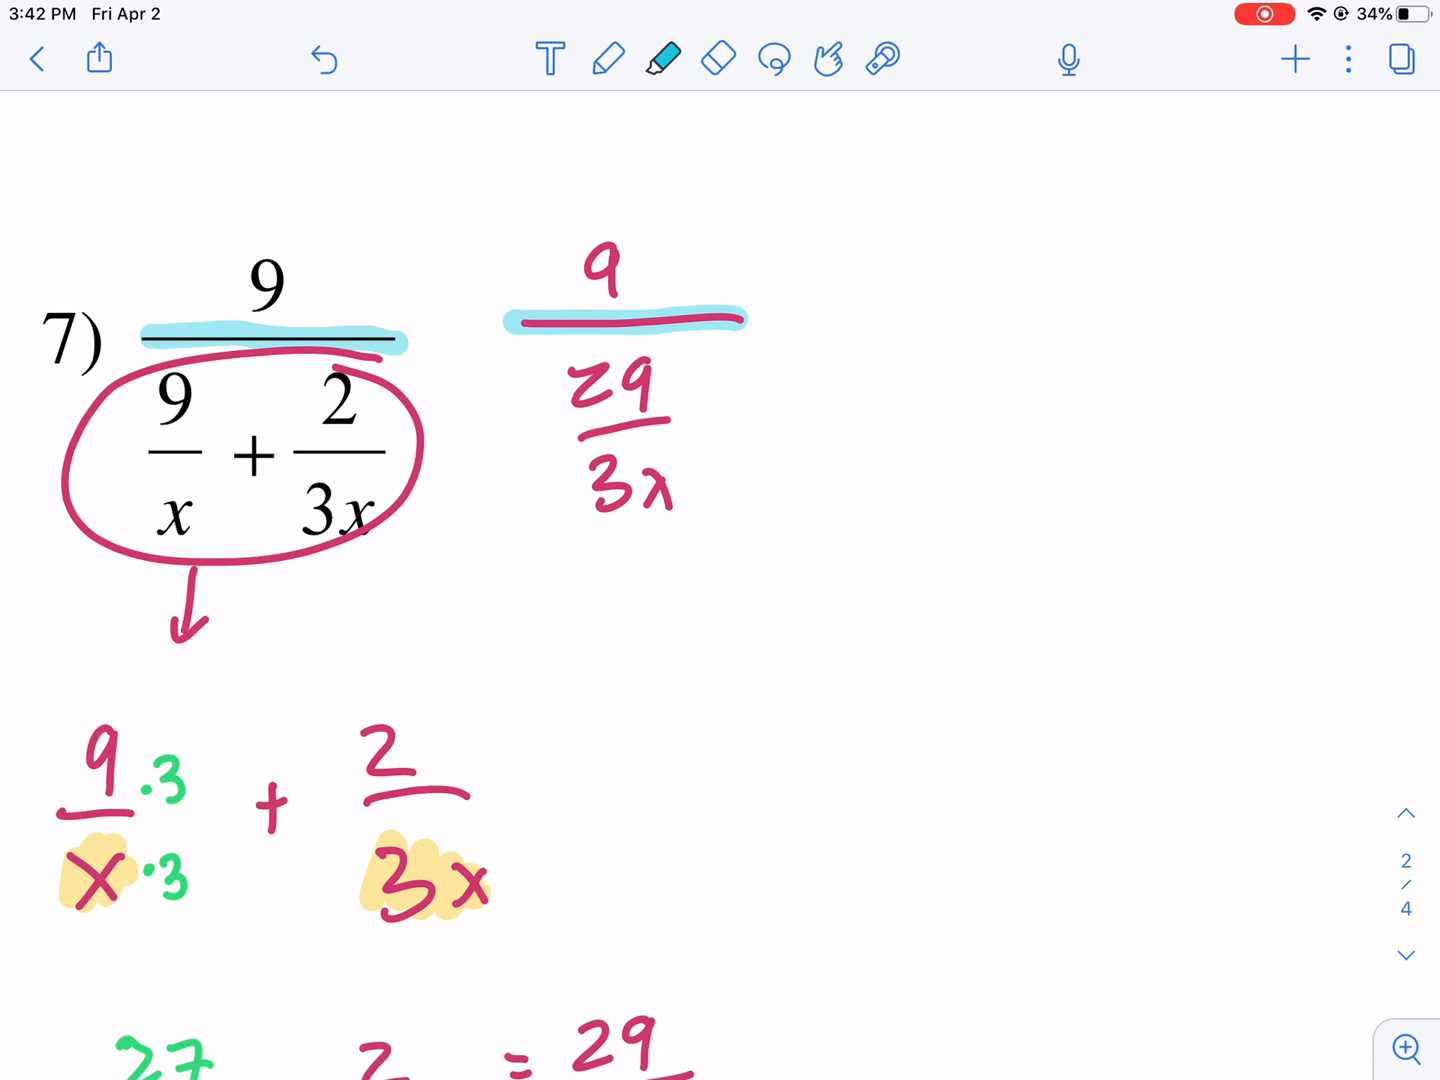 3:42 PM Fri Apr 2
34%
T
7) 9
9/x + 2/3x
9
29
3x
9 ·3 + 2
x ·3 3x
2
/
4
27 2 = 29